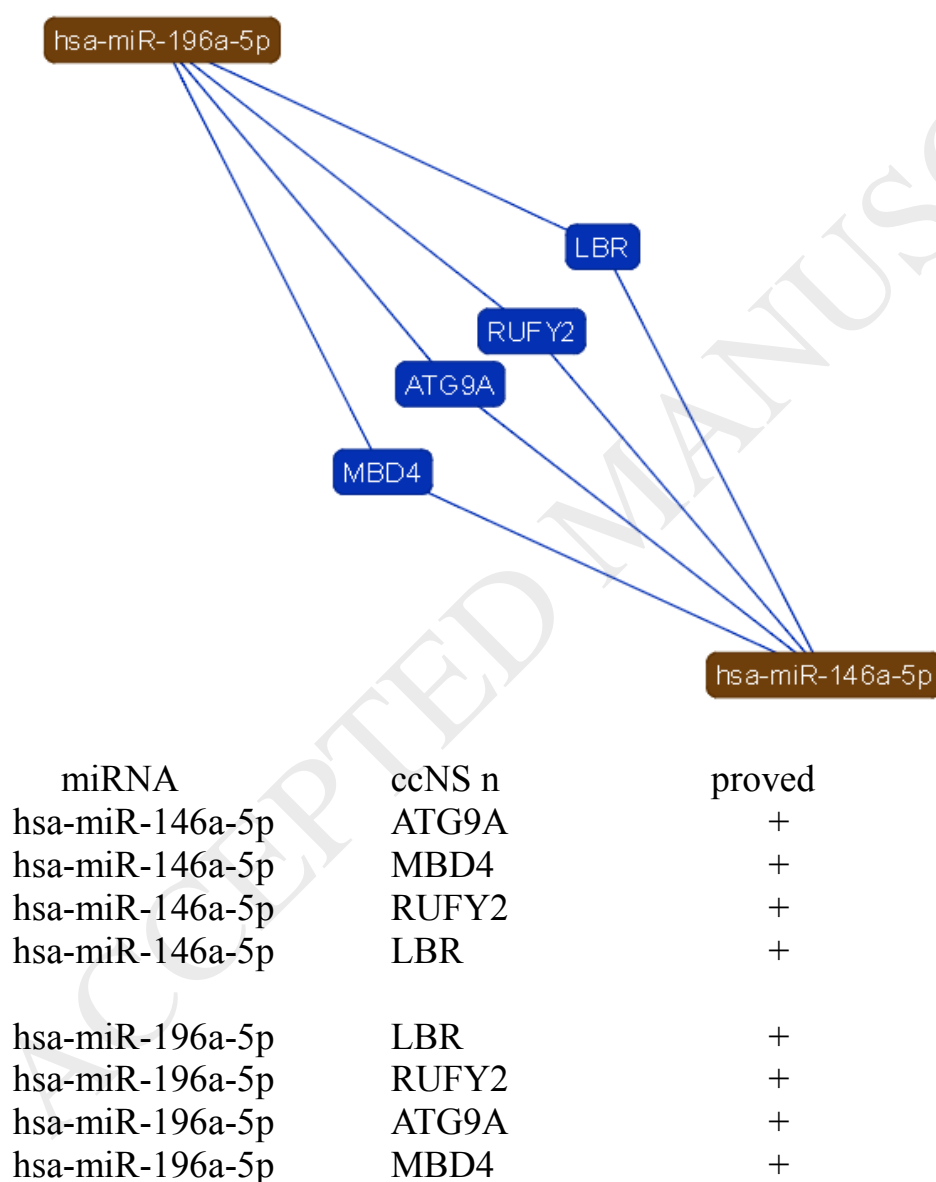 hsa-miR-196a-5p
LBR
RUFY2
ATG9A
MBD4
hsa-miR-146a-5p
miRNA ccNS n proved
hsa-miR-146a-5p ATG9A +
hsa-miR-146a-5p MBD4 +
hsa-miR-146a-5p RUFY2 +
hsa-miR-146a-5p LBR +
hsa-miR-196a-5p LBR +
hsa-miR-196a-5p RUFY2 +
hsa-miR-196a-5p ATG9A +
hsa-miR-196a-5p MBD4 +
ACCEPTED MANUSC